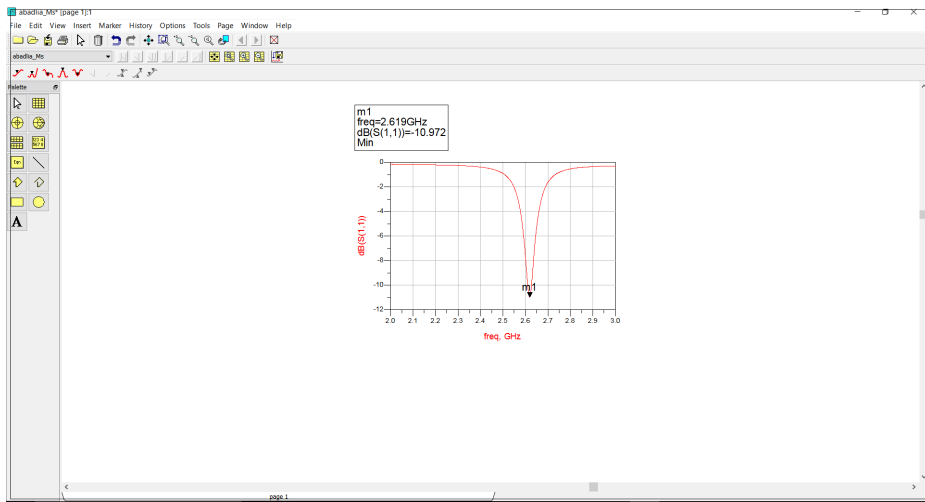 abadlia_Ms* [page 1]:1
File Edit View Insert Marker History Options Tools Page Window Help
abadlia_Ms
Palette
Eqn
A
m1
freq=2.619GHz
dB(S(1,1))=-10.972
Min
0
-2
-4
-6
-8
-10
-12
dB(S(1,1))
m1
2.0 2.1 2.2 2.3 2.4 2.5 2.6 2.7 2.8 2.9 3.0
freq, GHz
page 1